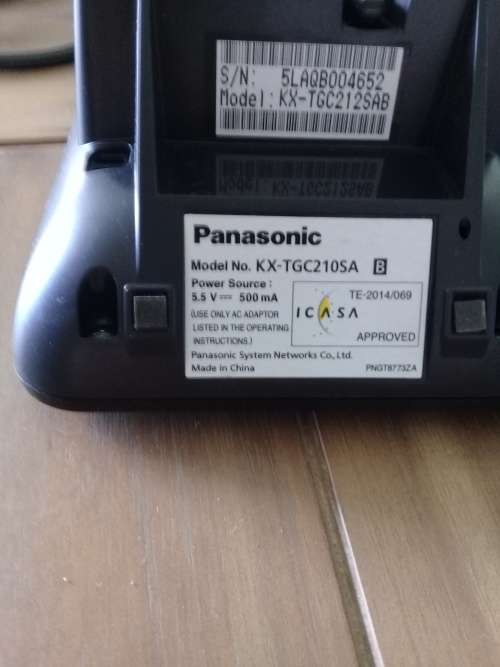 S/N: 5LAQB004652
Model: KX-TGC212SAB
Panasonic
Model No. KX-TGC210SA B
Power Source :
5.5 V⎓ 500 mA
(USE ONLY AC ADAPTOR
LISTED IN THE OPERATING
INSTRUCTIONS.)
TE-2014/069
ICASA
APPROVED
Panasonic System Networks Co., Ltd.
Made in China
PNGT8773ZA